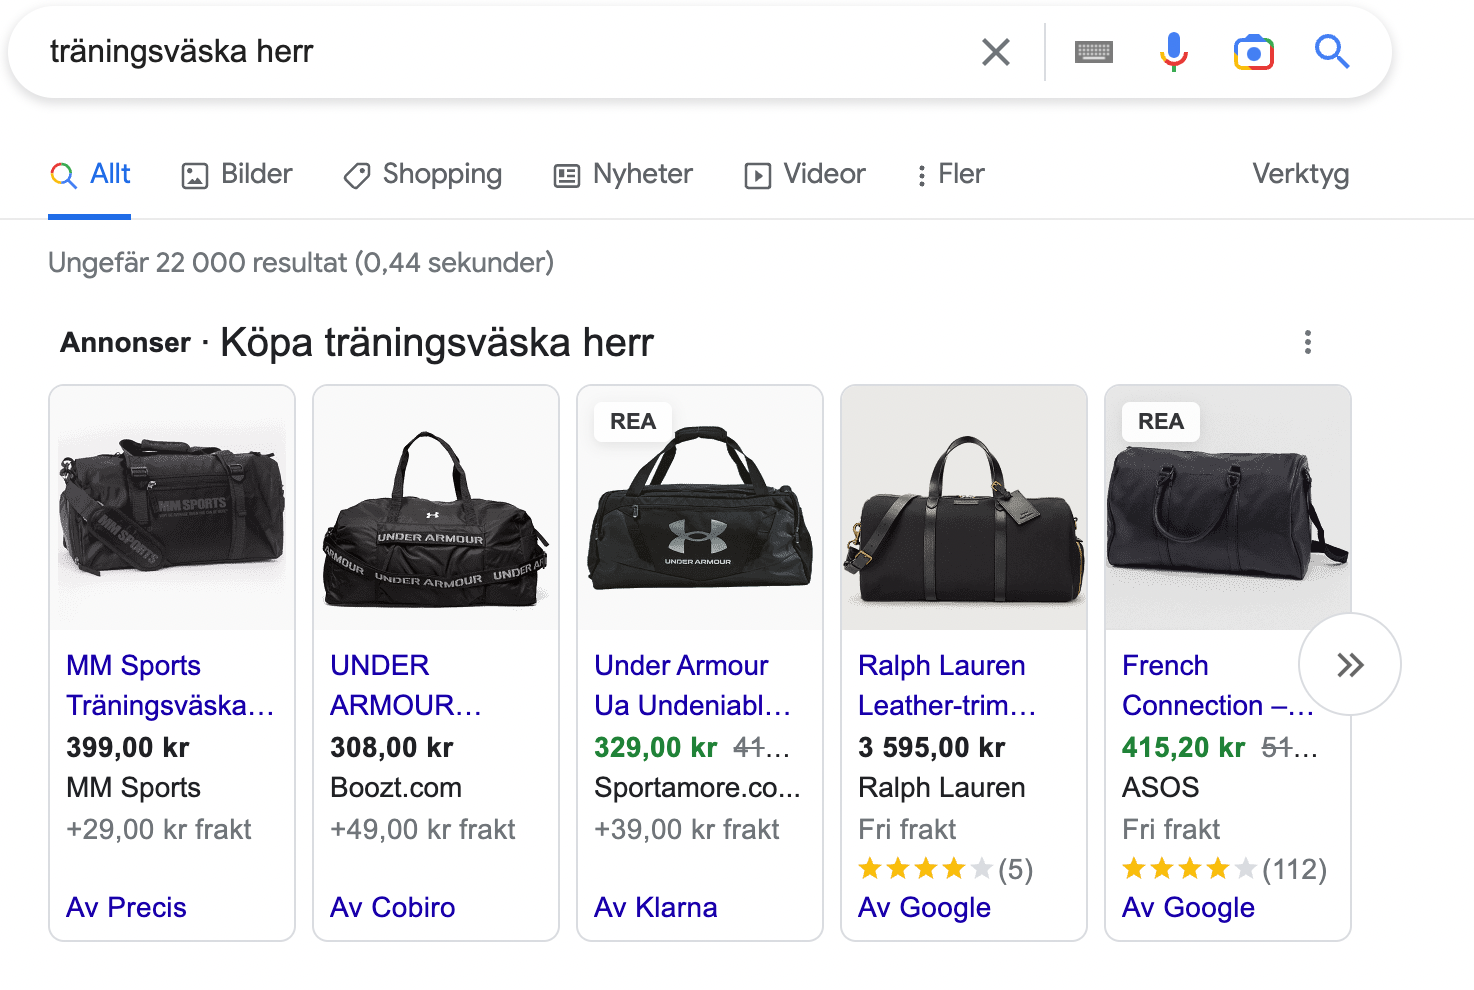 träningsväska herr
Allt
Bilder
Shopping
Nyheter
Videor
Fler
Verktyg
Ungefär 22 000 resultat (0,44 sekunder)
Annonser · Köpa träningsväska herr
MM SPORTS
MM SPORTS
MM Sports
Träningsväska...
399,00 kr
MM Sports
+29,00 kr frakt
Av Precis
UNDER ARMOUR
ARMOUR UNDER ARMOUR UNDER AR
UNDER
ARMOUR...
308,00 kr
Boozt.com
+49,00 kr frakt
Av Cobiro
REA
UNDER ARMOUR
Under Armour
Ua Undeniabl...
329,00 kr 41...
Sportamore.co...
+39,00 kr frakt
Av Klarna
Ralph Lauren
Leather-trim...
3 595,00 kr
Ralph Lauren
Fri frakt
(5)
Av Google
REA
French
Connection –...
415,20 kr 51...
ASOS
Fri frakt
(112)
Av Google